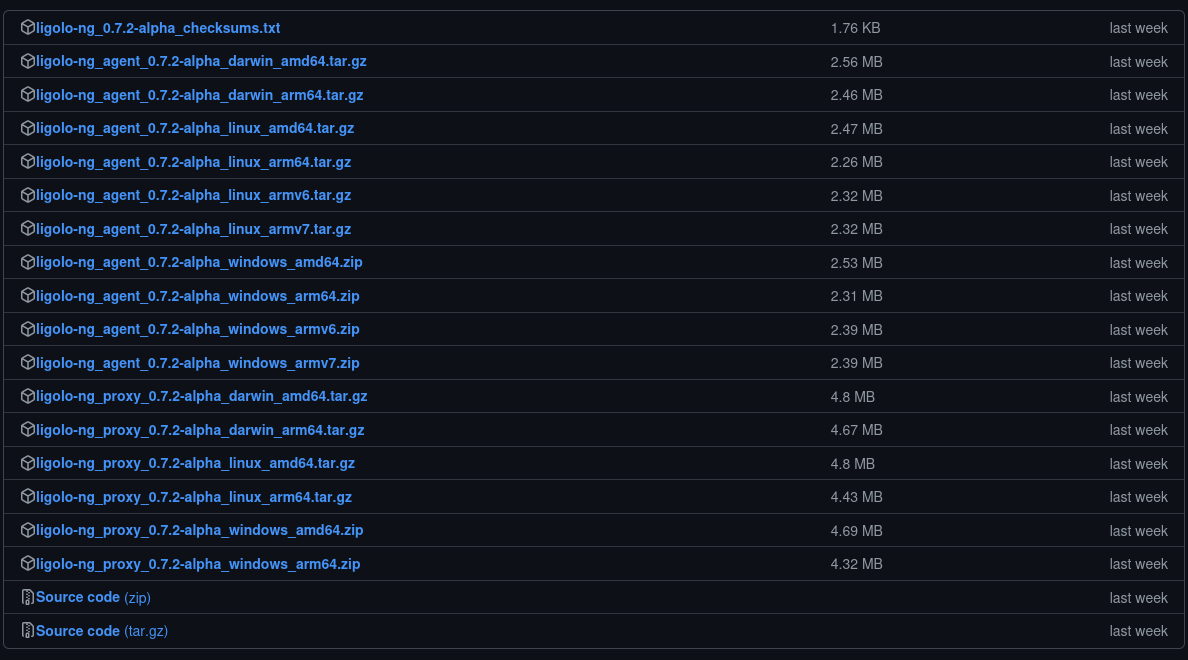 ligolo-ng_0.7.2-alpha_checksums.txt 1.76 KB last week
ligolo-ng_agent_0.7.2-alpha_darwin_amd64.tar.gz 2.56 MB last week
ligolo-ng_agent_0.7.2-alpha_darwin_arm64.tar.gz 2.46 MB last week
ligolo-ng_agent_0.7.2-alpha_linux_amd64.tar.gz 2.47 MB last week
ligolo-ng_agent_0.7.2-alpha_linux_arm64.tar.gz 2.26 MB last week
ligolo-ng_agent_0.7.2-alpha_linux_armv6.tar.gz 2.32 MB last week
ligolo-ng_agent_0.7.2-alpha_linux_armv7.tar.gz 2.32 MB last week
ligolo-ng_agent_0.7.2-alpha_windows_amd64.zip 2.53 MB last week
ligolo-ng_agent_0.7.2-alpha_windows_arm64.zip 2.31 MB last week
ligolo-ng_agent_0.7.2-alpha_windows_armv6.zip 2.39 MB last week
ligolo-ng_agent_0.7.2-alpha_windows_armv7.zip 2.39 MB last week
ligolo-ng_proxy_0.7.2-alpha_darwin_amd64.tar.gz 4.8 MB last week
ligolo-ng_proxy_0.7.2-alpha_darwin_arm64.tar.gz 4.67 MB last week
ligolo-ng_proxy_0.7.2-alpha_linux_amd64.tar.gz 4.8 MB last week
ligolo-ng_proxy_0.7.2-alpha_linux_arm64.tar.gz 4.43 MB last week
ligolo-ng_proxy_0.7.2-alpha_windows_amd64.zip 4.69 MB last week
ligolo-ng_proxy_0.7.2-alpha_windows_arm64.zip 4.32 MB last week
Source code (zip) last week
Source code (tar.gz) last week